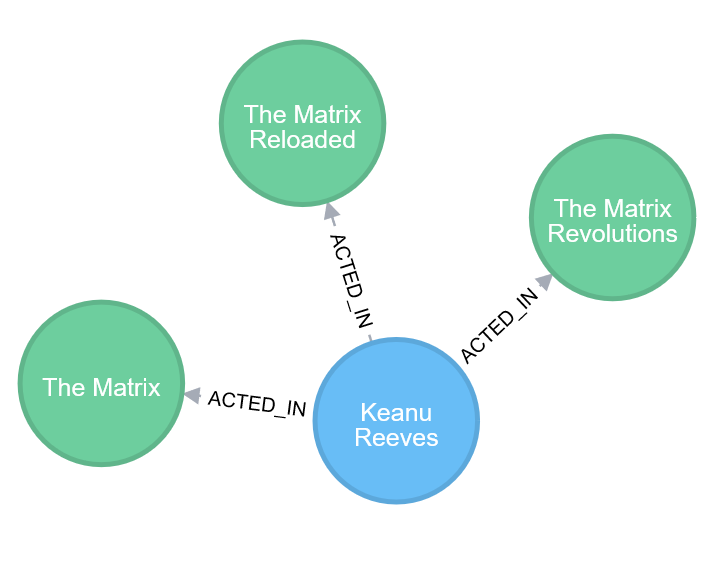 The Matrix
Reloaded
The Matrix
Revolutions
ACTED_IN
ACTED_IN
The Matrix
ACTED_IN
Keanu
Reeves